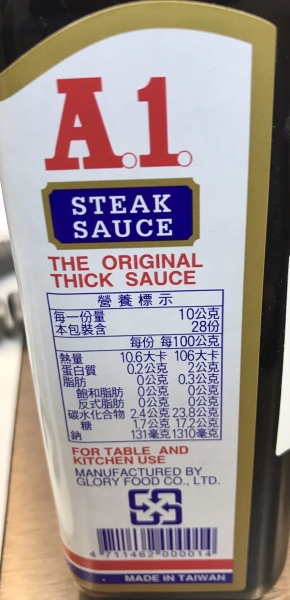 A.1.
STEAK
SAUCE
THE ORIGINAL
THICK SAUCE
營養標示
每一份量 10公克
本包裝含 28份
每份 每100公克
熱量 10.6大卡 106大卡
蛋白質 0.2公克 2公克
脂肪 0公克 0.3公克
飽和脂肪 0公克 0公克
反式脂肪 0公克 0公克
碳水化合物 2.4公克 23.8公克
糖 1.7公克 17.2公克
鈉 131毫克 1310毫克
FOR TABLE AND
KITCHEN USE
MANUFACTURED BY
GLORY FOOD CO., LTD.
4 711462 000014
MADE IN TAIWAN